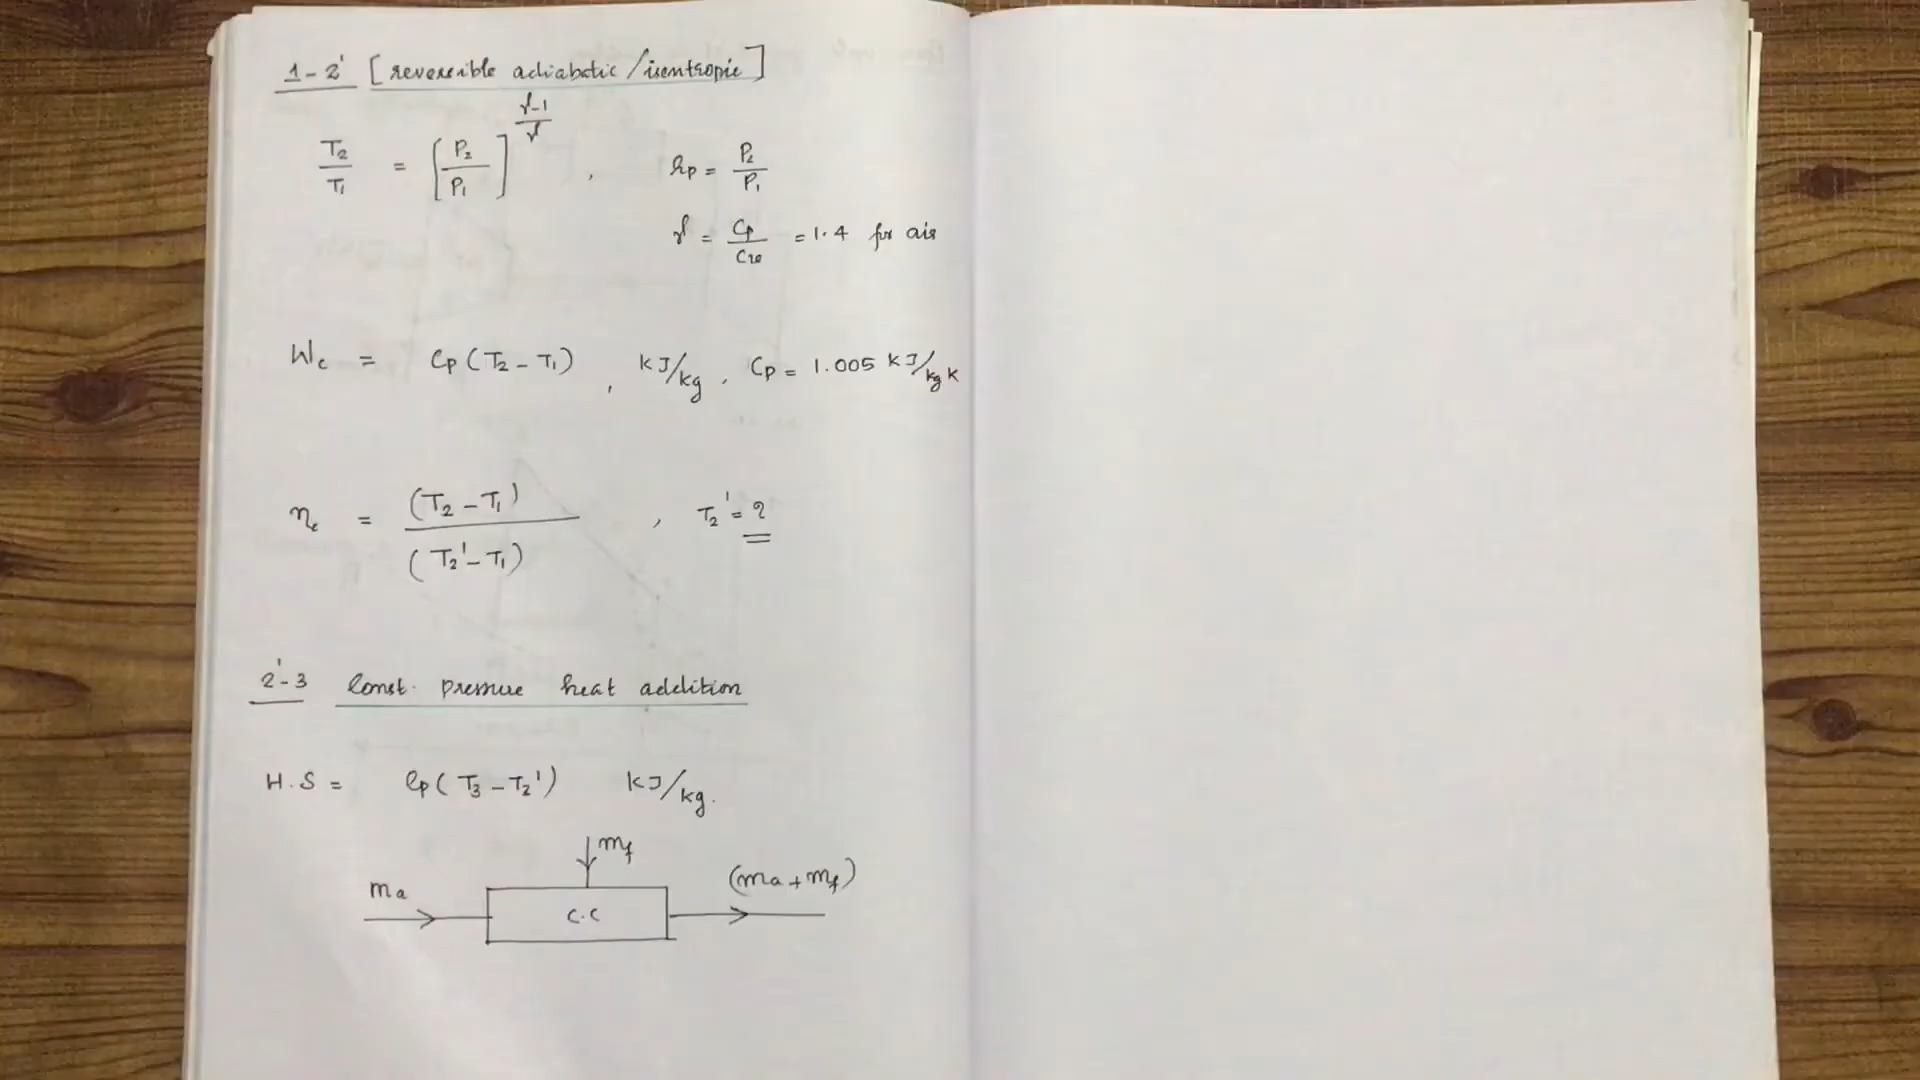 1-2' [reversible adiabatic/isentropic]
T₂/T₁ = [P₂/P₁]^(γ-1)/γ , rp = P₂/P₁
γ = Cp/Cv = 1.4 for air
Wc = Cp(T₂-T₁) , kJ/kg , Cp = 1.005 kJ/kg K
ηc = (T₂-T₁)/(T₂'-T₁) , T₂' = ?
2'-3 Const. pressure heat addition
H.S = Cp(T₃-T₂') kJ/kg.
mf
ma (ma+mf)
C.C